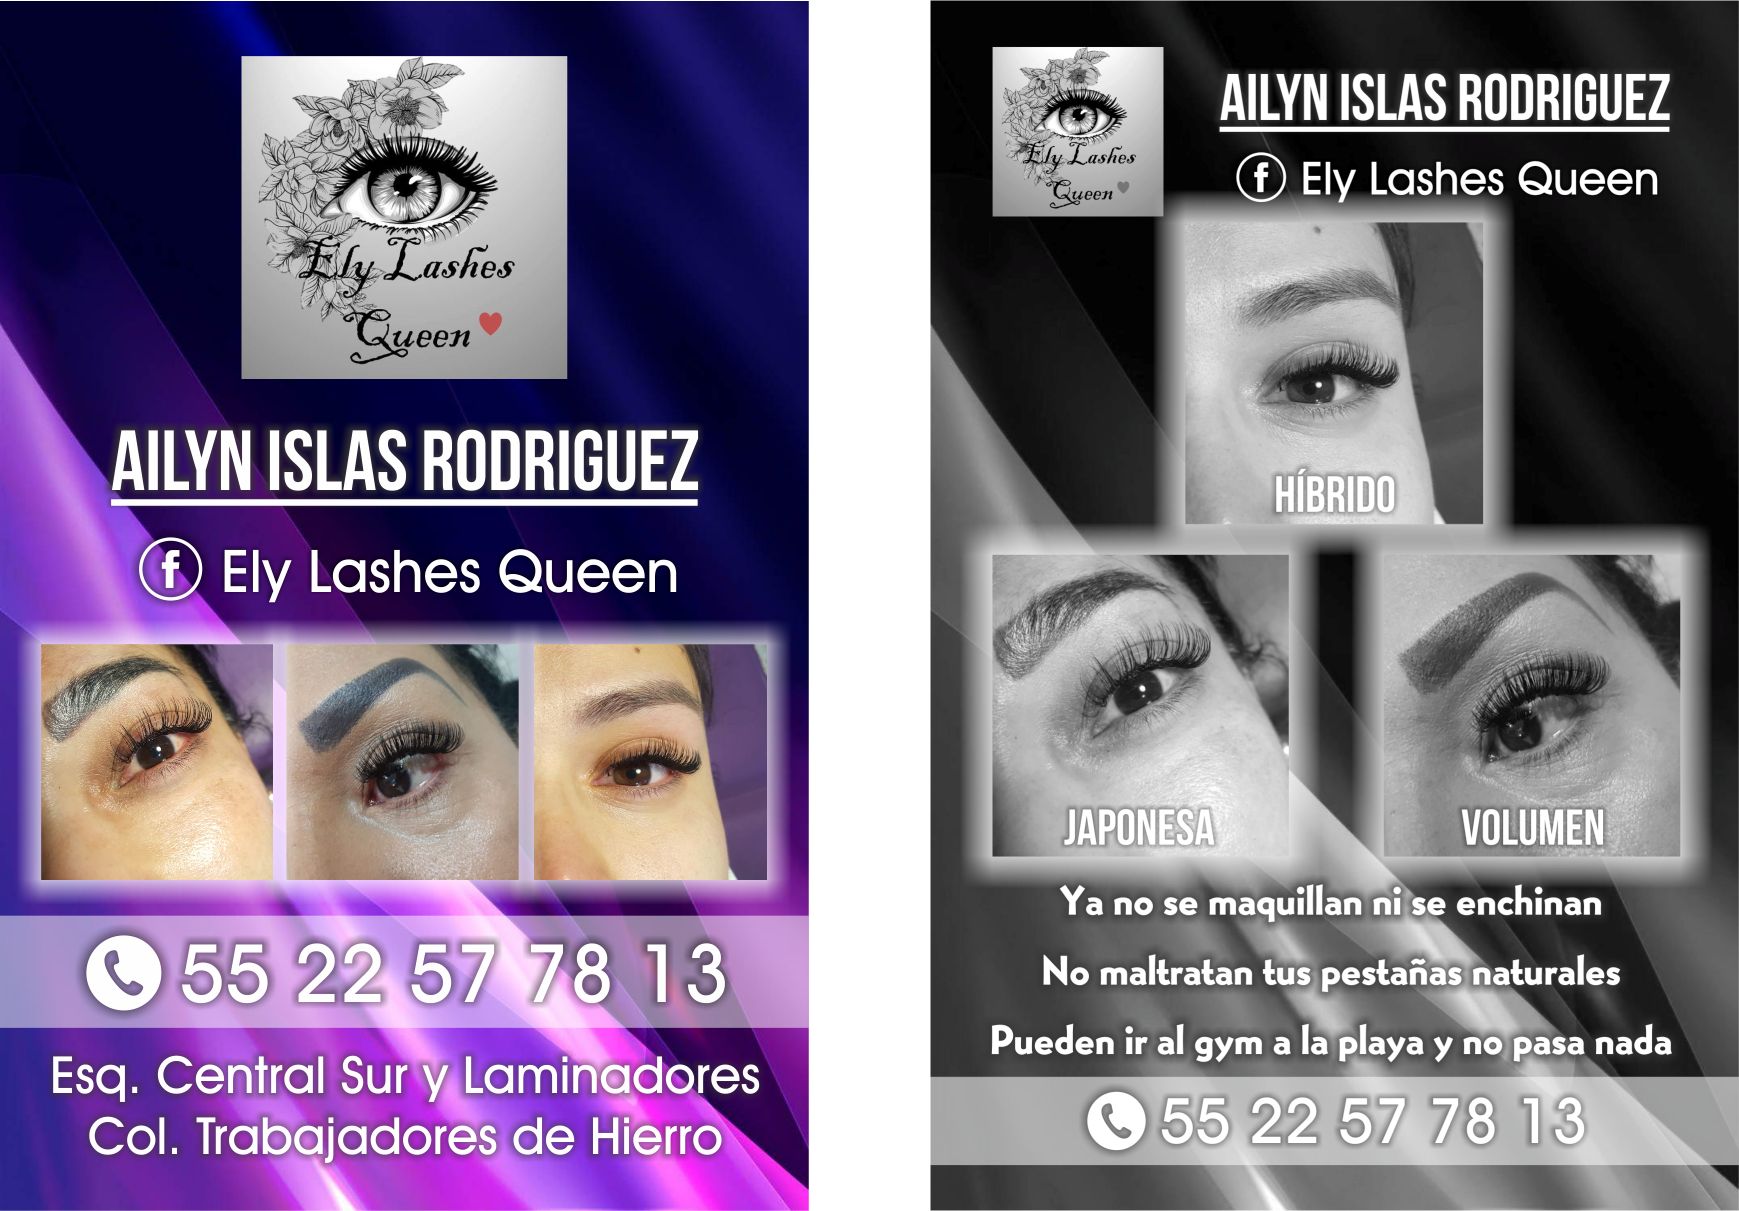 Ely Lashes
Queen
AILYN ISLAS RODRIGUEZ
f Ely Lashes Queen
55 22 57 78 13
Esq. Central Sur y Laminadores
Col. Trabajadores de Hierro
Ely Lashes
Queen
AILYN ISLAS RODRIGUEZ
f Ely Lashes Queen
HÍBRIDO
JAPONESA
VOLUMEN
Ya no se maquillan ni se enchinan
No maltratan tus pestañas naturales
Pueden ir al gym a la playa y no pasa nada
55 22 57 78 13